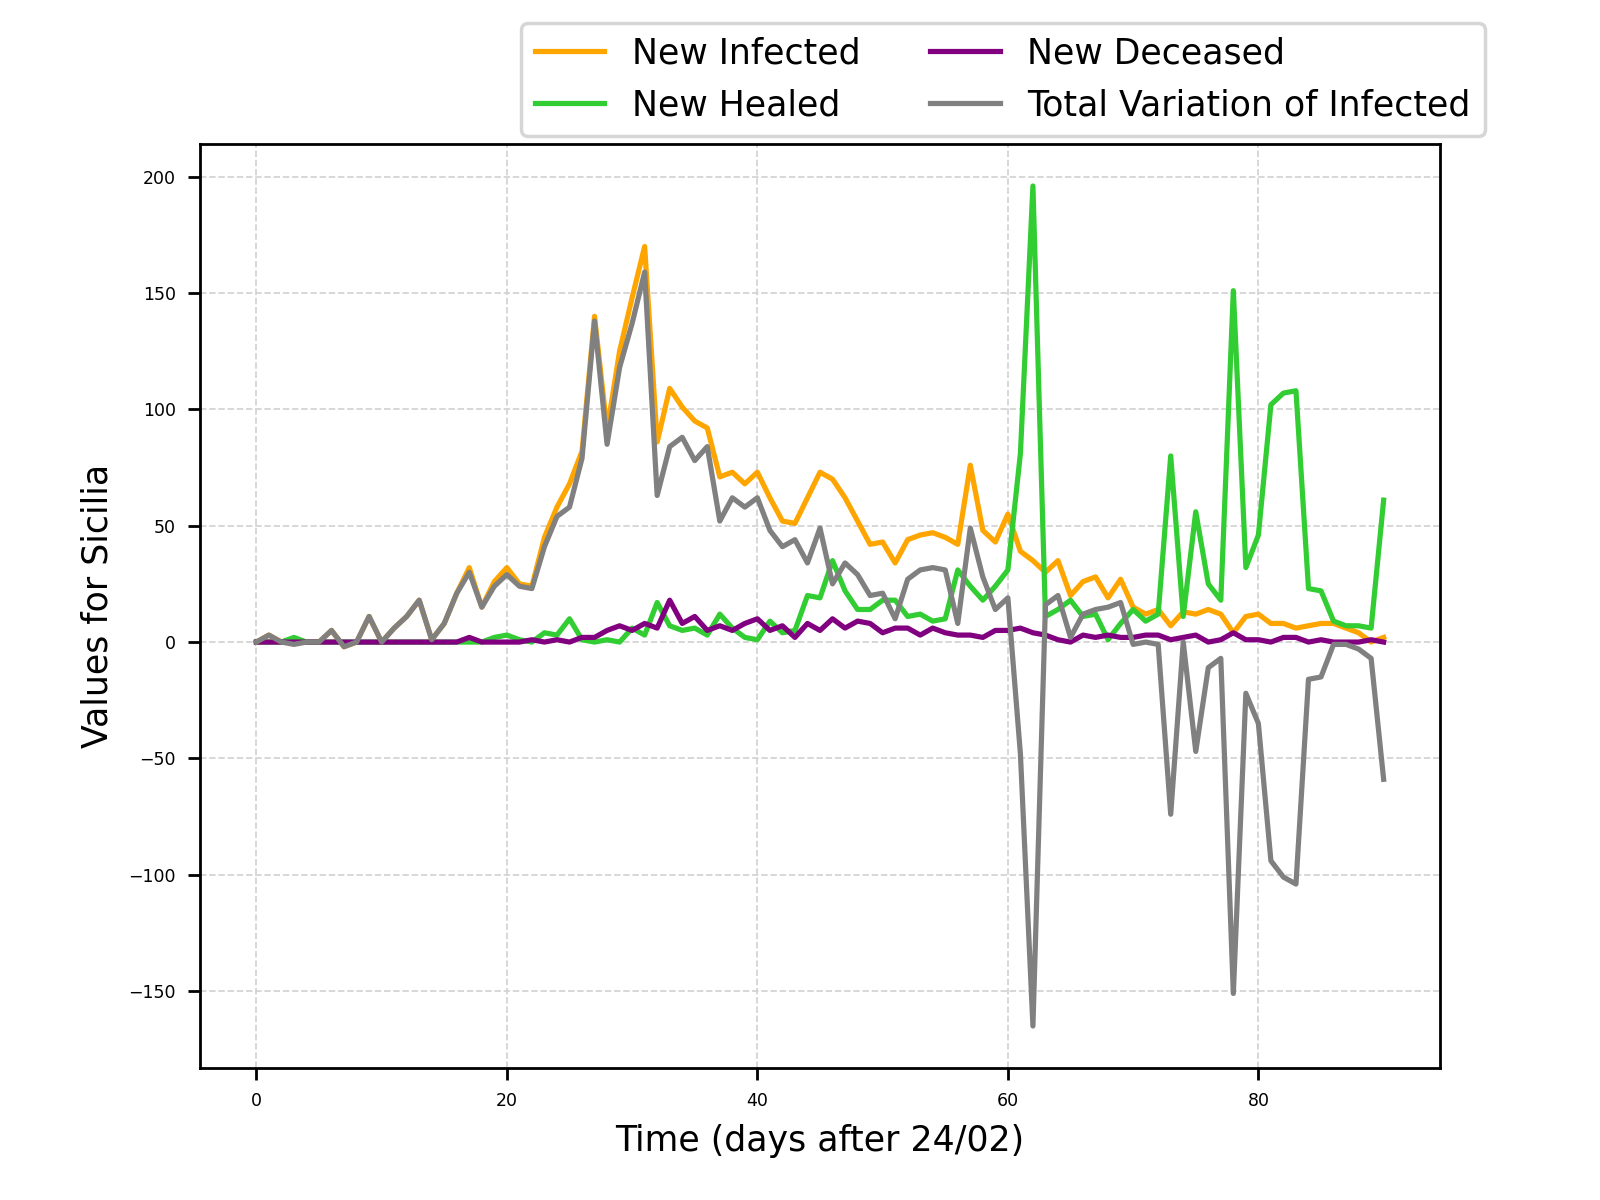 New Infected
New Healed
New Deceased
Total Variation of Infected
200
150
100
50
0
−50
−100
−150
Values for Sicilia
0 20 40 60 80
Time (days after 24/02)